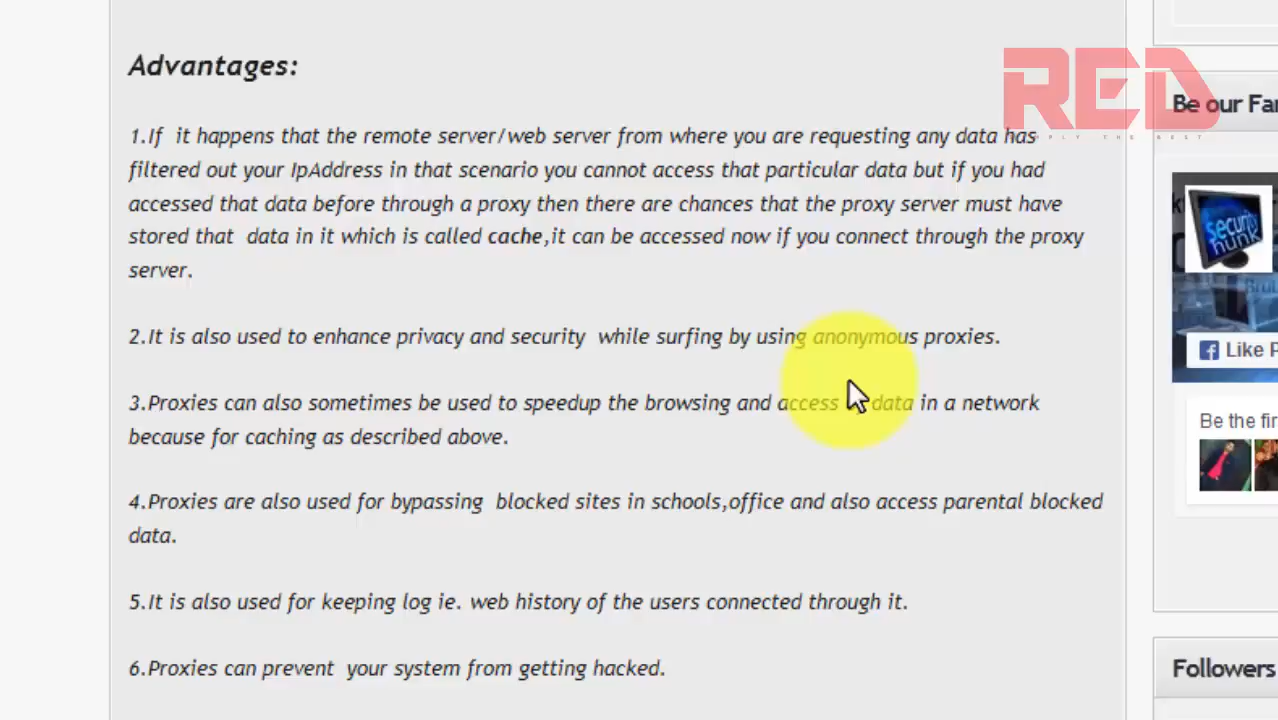 Advantages:
1.If it happens that the remote server/web server from where you are requesting any data has
filtered out your IpAddress in that scenario you cannot access that particular data but if you had
accessed that data before through a proxy then there are chances that the proxy server must have
stored that data in it which is called cache,it can be accessed now if you connect through the proxy
server.
2.It is also used to enhance privacy and security while surfing by using anonymous proxies.
3.Proxies can also sometimes be used to speedup the browsing and access data in a network
because for caching as described above.
4.Proxies are also used for bypassing blocked sites in schools,office and also access parental blocked
data.
5.It is also used for keeping log ie. web history of the users connected through it.
6.Proxies can prevent your system from getting hacked.
RED
THE BEST
Be our Fa
security
hunk
Like P
Be the fir
Followers